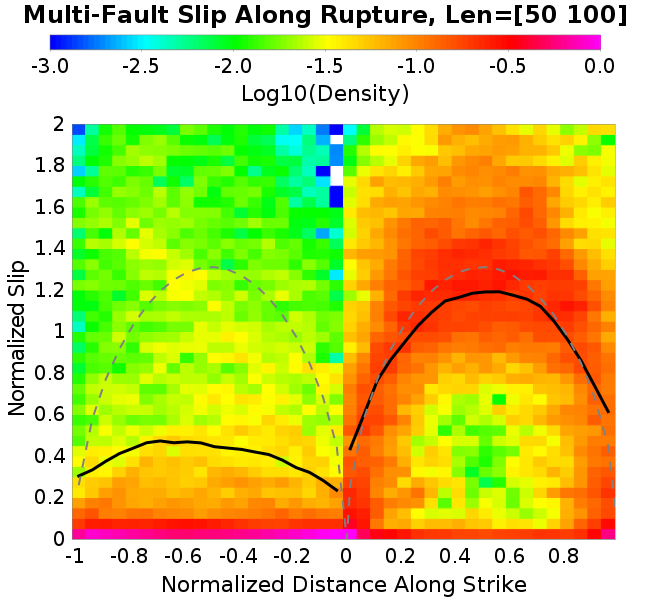 Multi-Fault Slip Along Rupture, Len=[50 100]
-3.0 -2.5 -2.0 -1.5 -1.0 -0.5 0.0
Log10(Density)
2
1.8
1.6
1.4
1.2
1
0.8
0.6
0.4
0.2
0
Normalized Slip
-1 -0.8 -0.6 -0.4 -0.2 0 0.2 0.4 0.6 0.8
Normalized Distance Along Strike